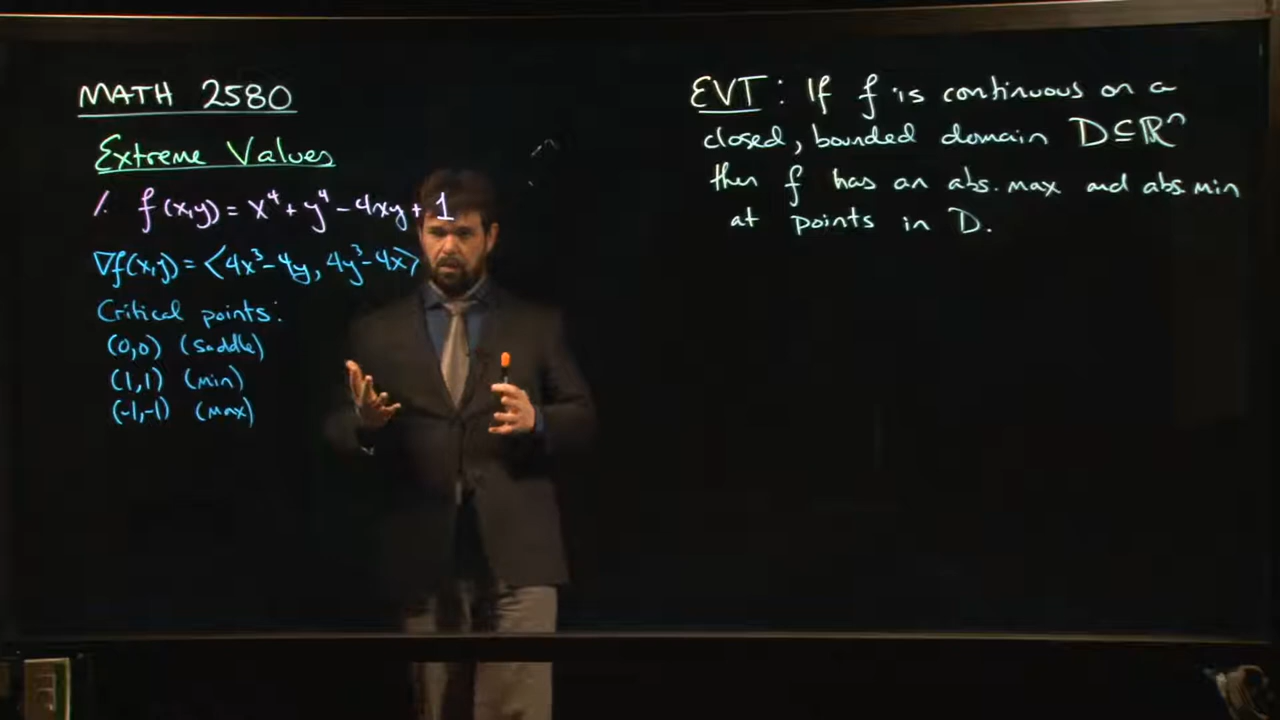 MATH 2580
Extreme Values
1. f(x,y) = x⁴ + y⁴ - 4xy + 1
∇f(x,y) = ⟨4x³-4y, 4y³-4x⟩
Critical points:
(0,0) (saddle)
(1,1) (min)
(-1,-1) (max)
EVT: If f is continuous on a
closed, bounded domain D⊆ℝⁿ
then f has an abs. max and abs. min
at points in D.